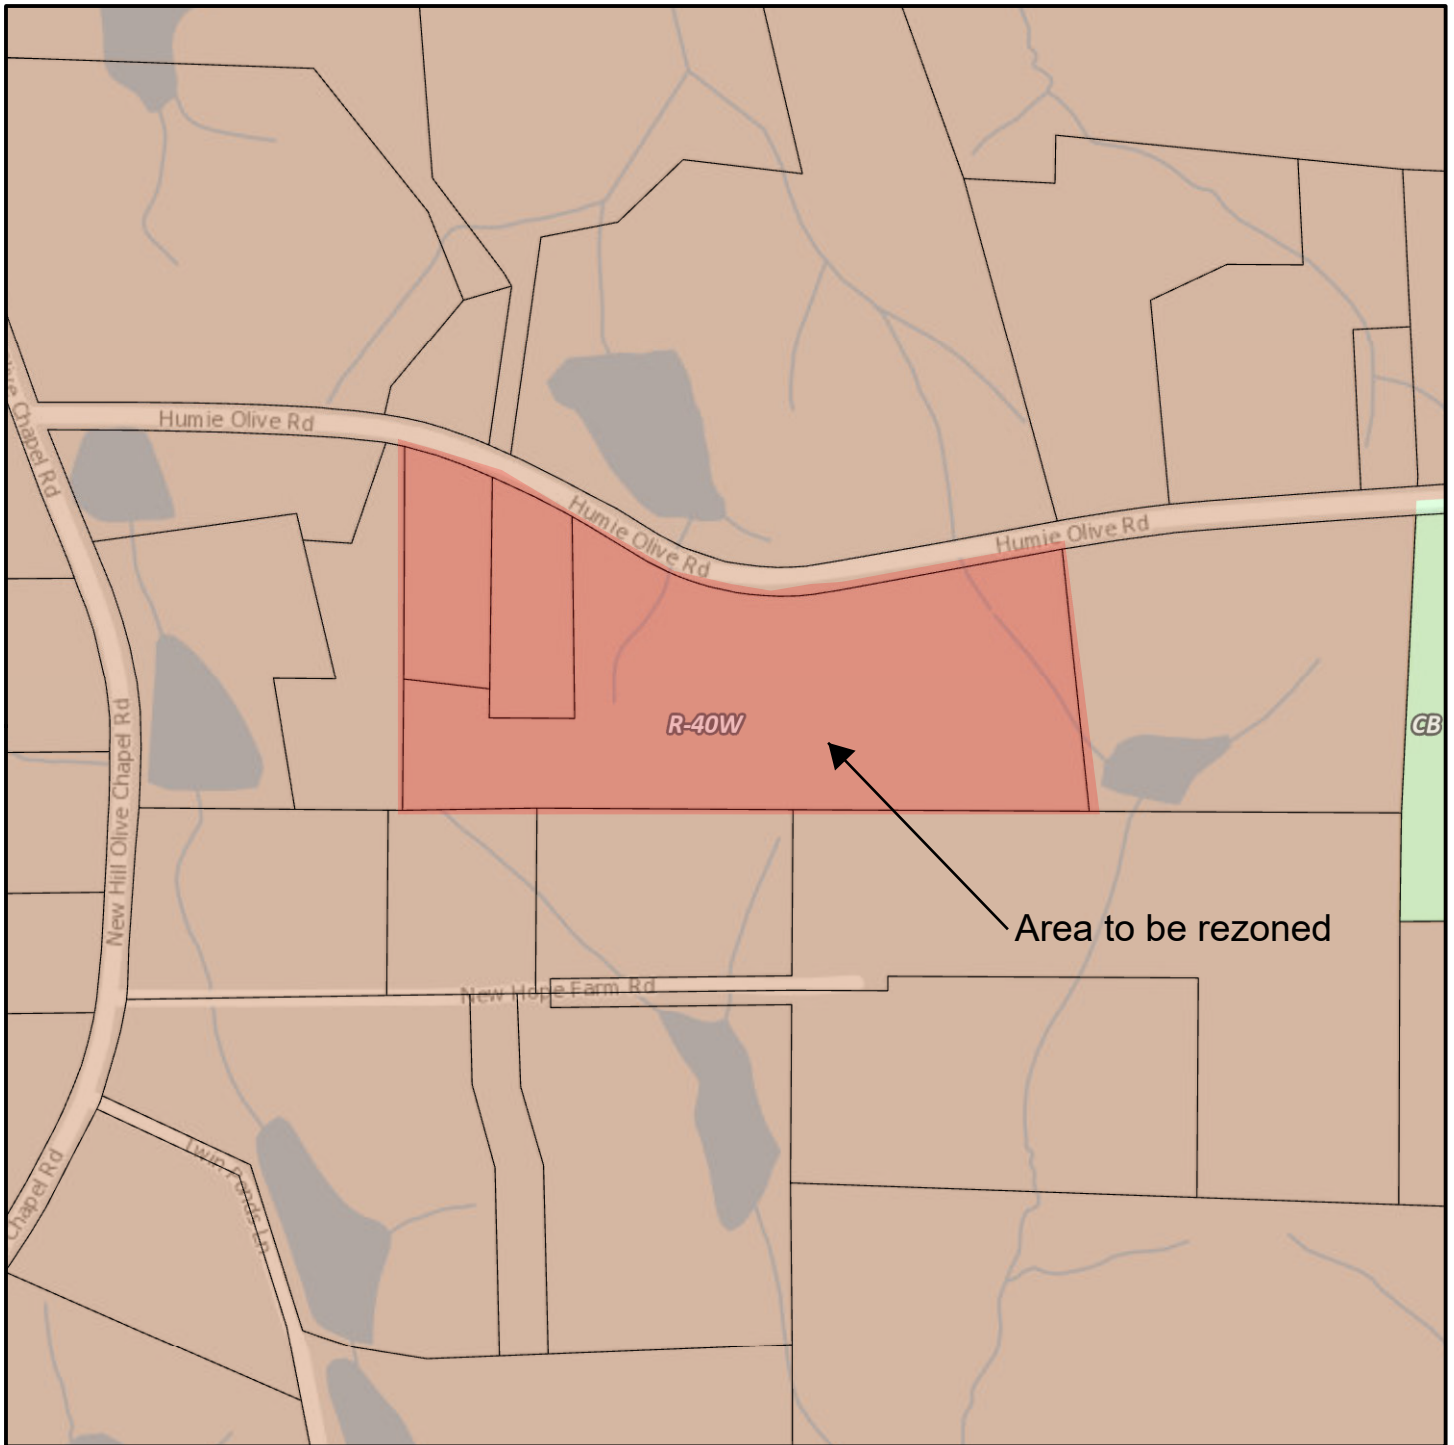 Chapel Rd
Humie Olive Rd
Humie Olive Rd
Humie Olive Rd
R-40W
CB
New Hill Olive Chapel Rd
Area to be rezoned
New Hope Farm Rd
Twin Ponds Ln
Chapel Rd